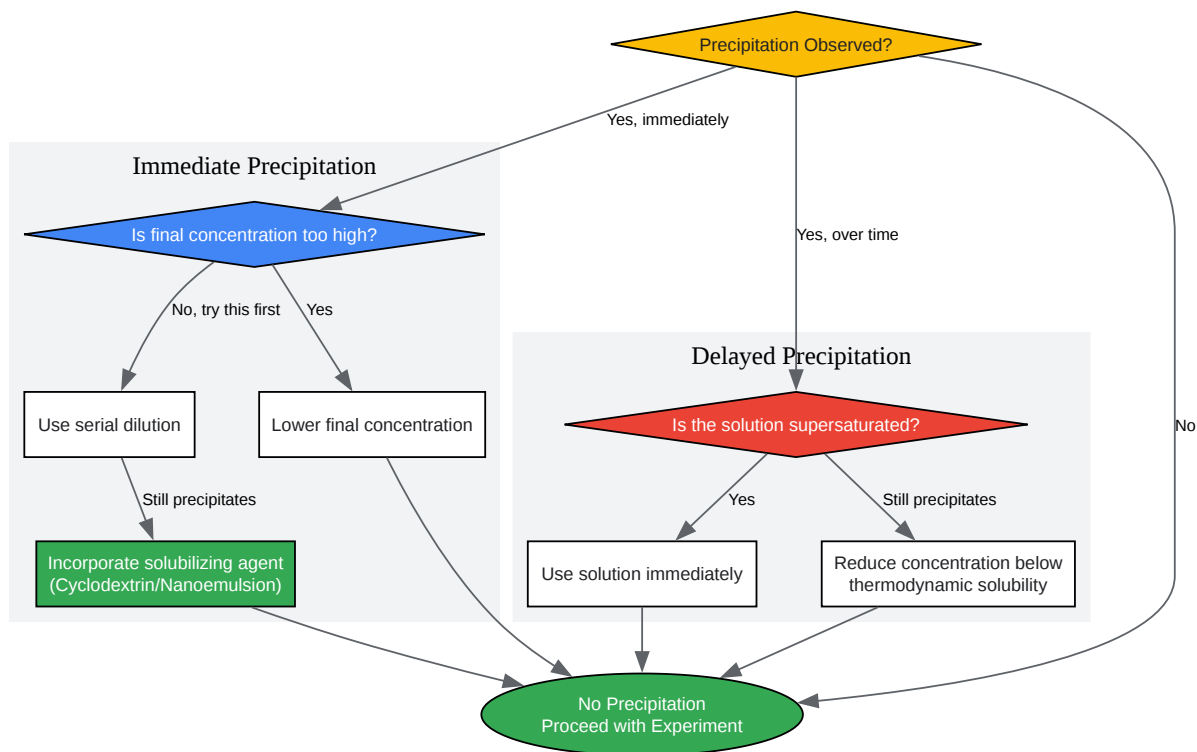 Precipitation Observed?
Yes, immediately
Immediate Precipitation
Is final concentration too high?
Yes, over time
No, try this first
Yes
Delayed Precipitation
Use serial dilution
Lower final concentration
Is the solution supersaturated?
No
Still precipitates
Yes
Still precipitates
Incorporate solubilizing agent
(Cyclodextrin/Nanoemulsion)
Use solution immediately
Reduce concentration below
thermodynamic solubility
No Precipitation
Proceed with Experiment